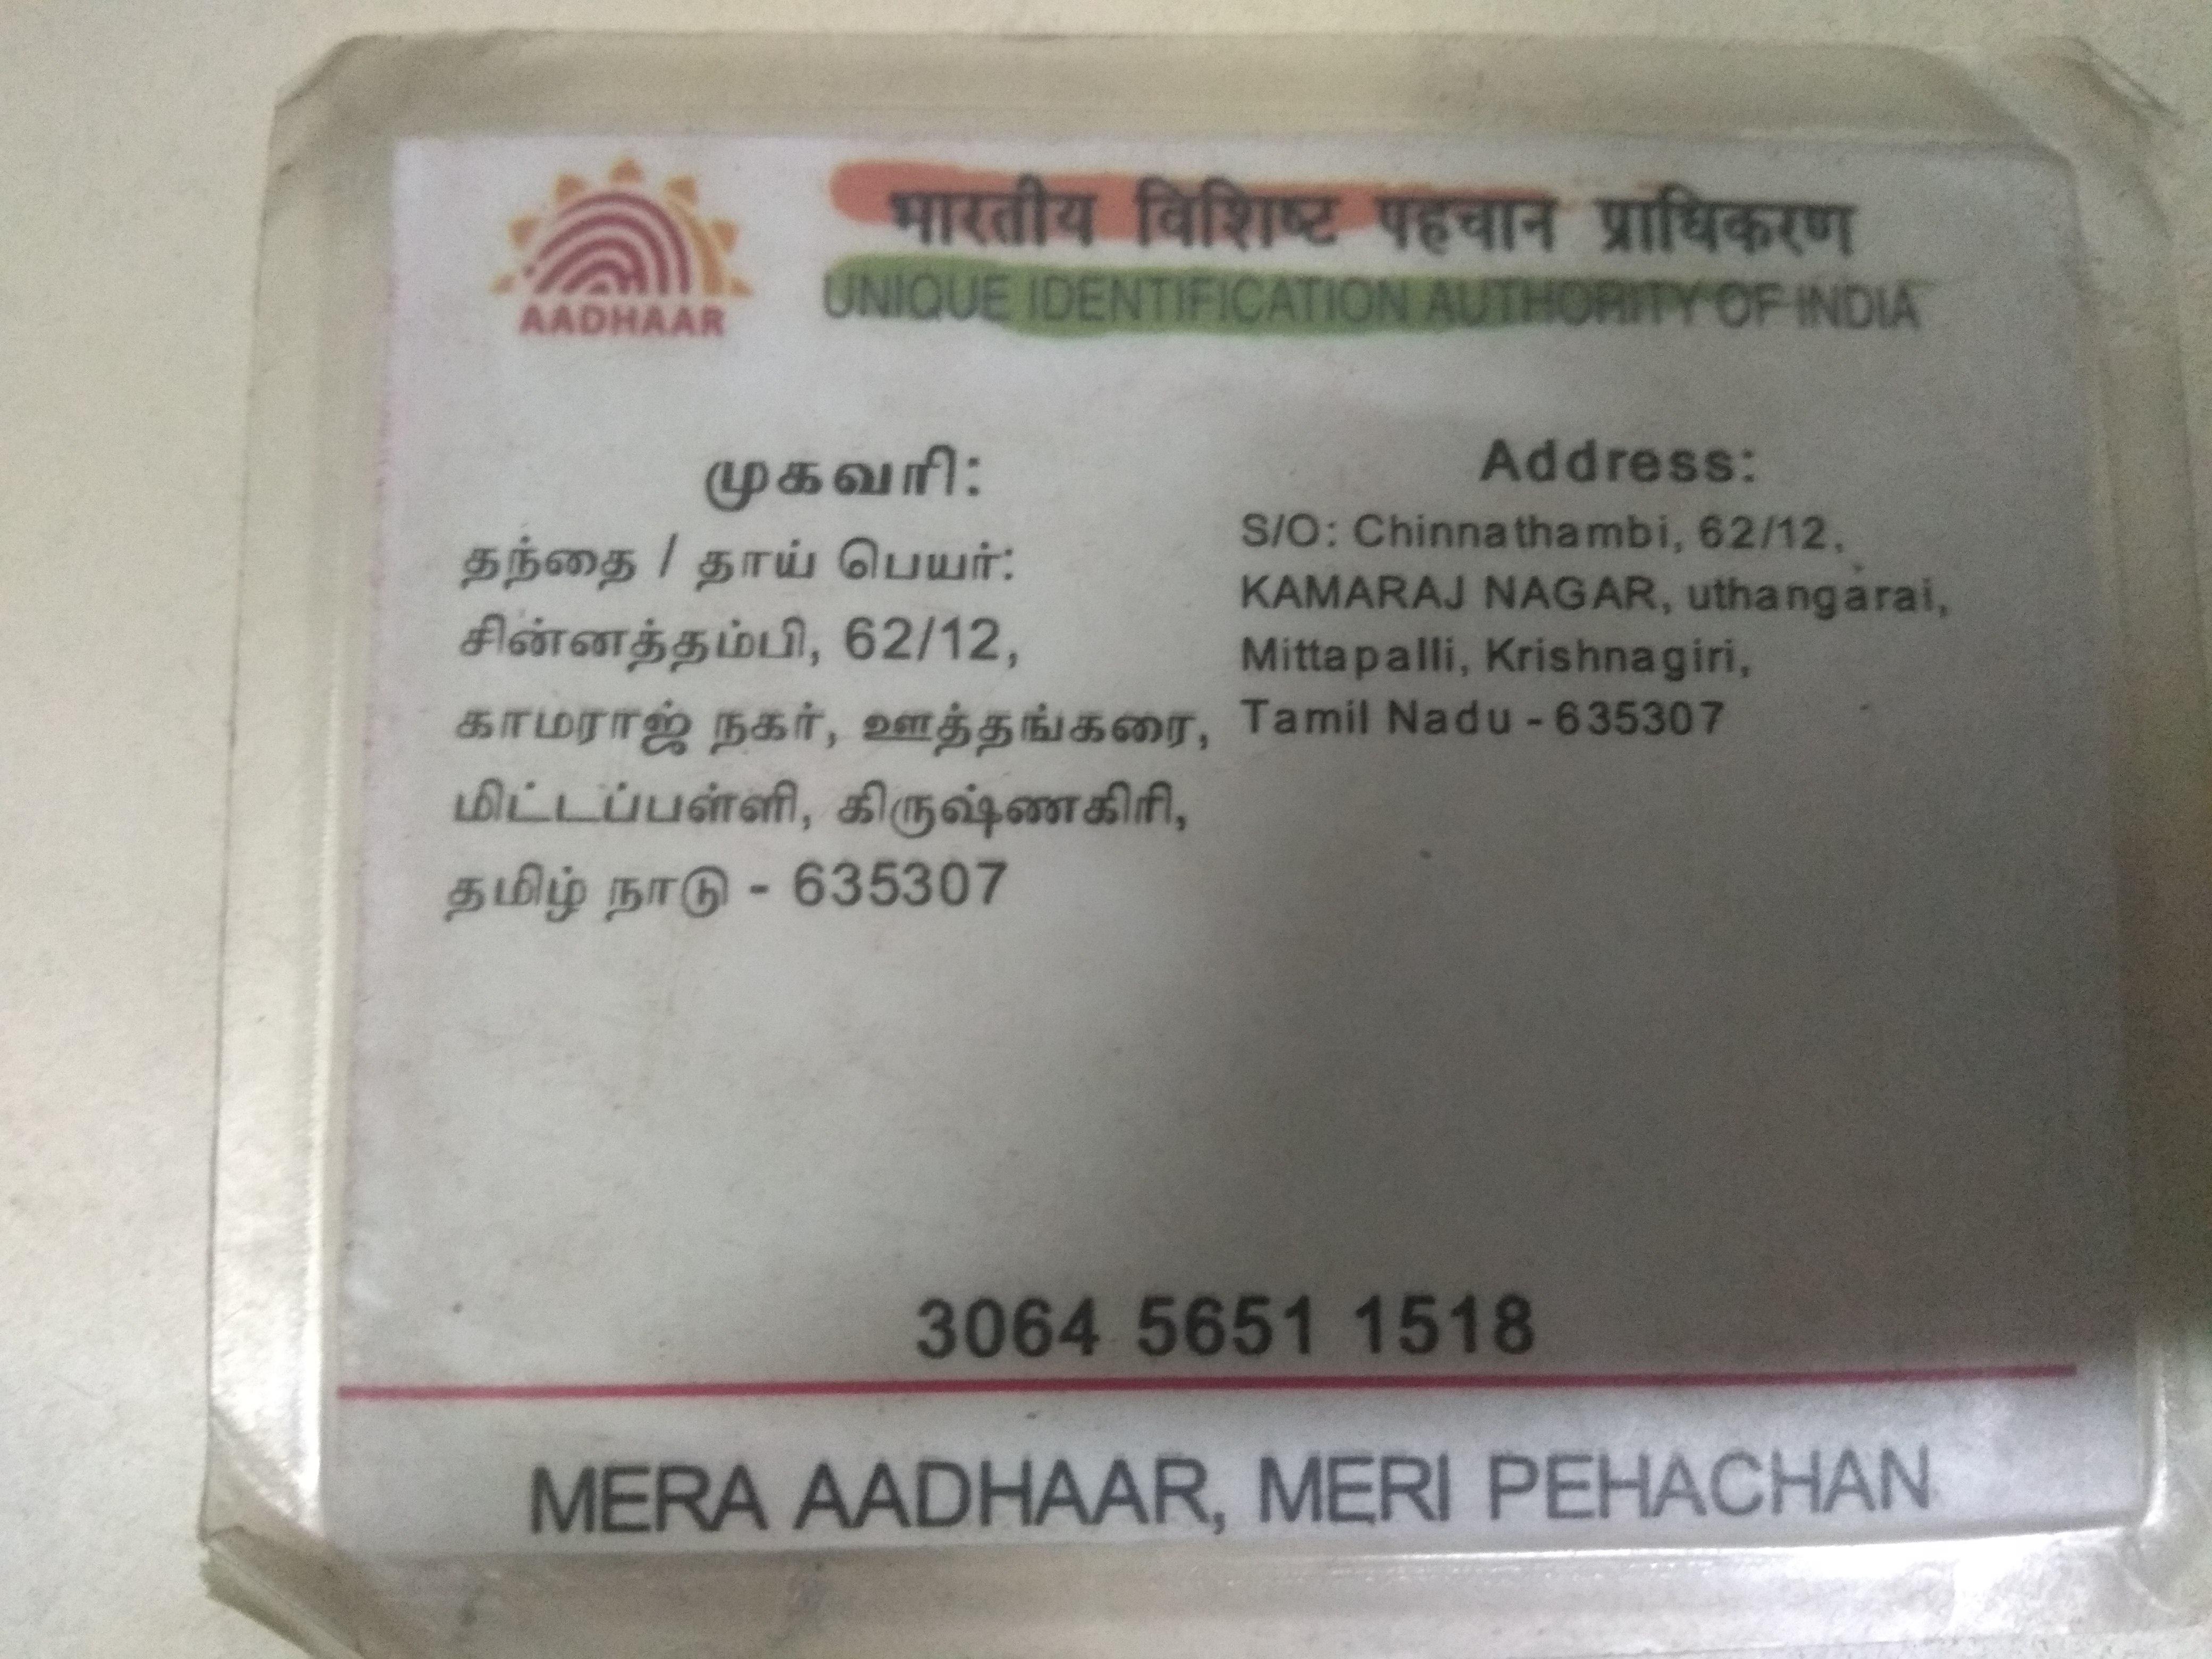 AADHAAR
भारतीय विशिष्ट पहचान प्राधिकरण
UNIQUE IDENTIFICATION AUTHORITY OF INDIA
முகவரி:
தந்தை / தாய் பெயர்:
சின்னத்தம்பி, 62/12,
காமராஜ் நகர், ஊத்தங்கரை,
மிட்டப்பள்ளி, கிருஷ்ணகிரி,
தமிழ் நாடு - 635307
Address:
S/O: Chinnathambi, 62/12,
KAMARAJ NAGAR, uthangarai,
Mittapalli, Krishnagiri,
Tamil Nadu - 635307
3064 5651 1518
MERA AADHAAR, MERI PEHACHAN